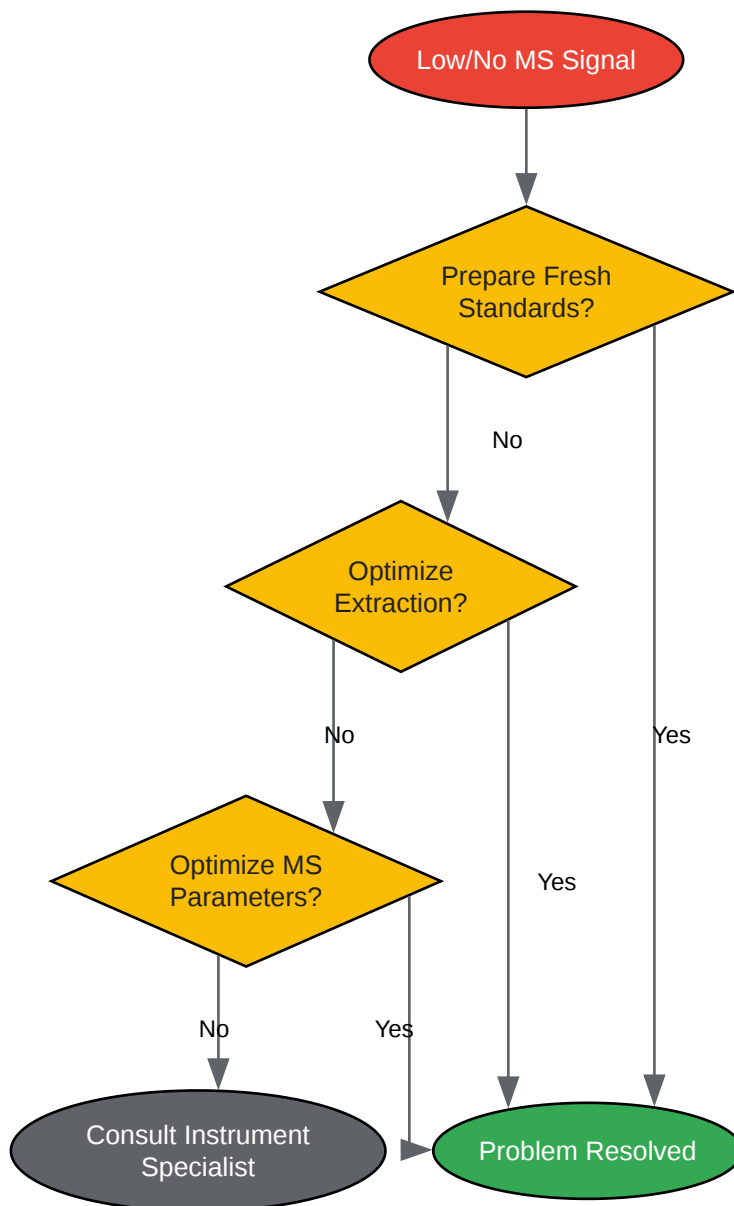 Low/No MS Signal
Prepare Fresh
Standards?
No
Optimize
Extraction?
No
Yes
Optimize MS
Parameters?
Yes
No
Yes
Consult Instrument
Specialist
Problem Resolved